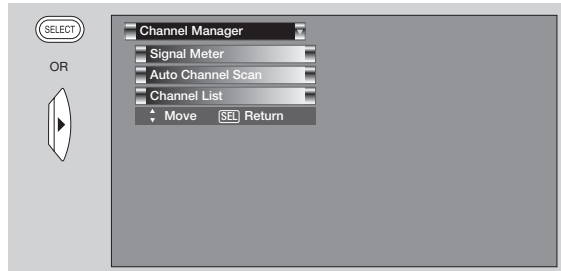 SELECT
OR
Channel Manager
Signal Meter
Auto Channel Scan
Channel List
Move SEL Return